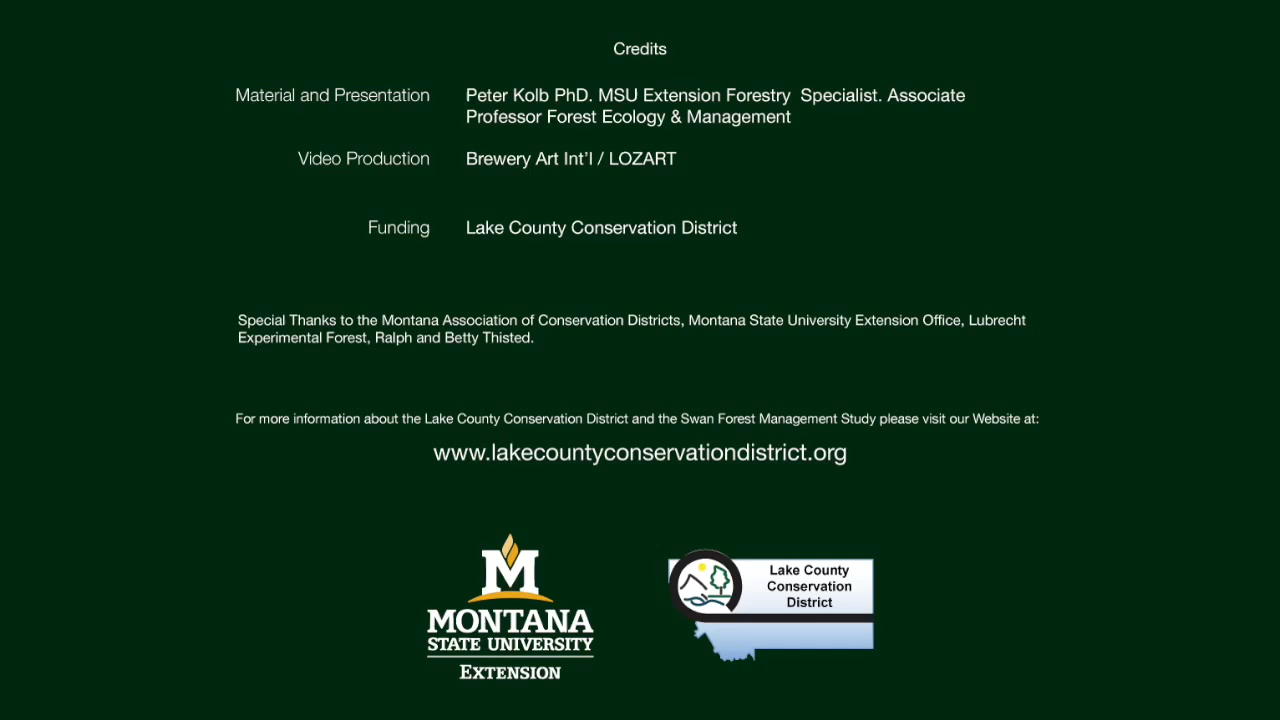 Credits
Material and Presentation Peter Kolb PhD. MSU Extension Forestry Specialist. Associate
Professor Forest Ecology & Management
Video Production Brewery Art Int'l / LOZART
Funding Lake County Conservation District
Special Thanks to the Montana Association of Conservation Districts, Montana State University Extension Office, Lubrecht
Experimental Forest, Ralph and Betty Thisted.
For more information about the Lake County Conservation District and the Swan Forest Management Study please visit our Website at:
www.lakecountyconservationdistrict.org
M
MONTANA
STATE UNIVERSITY
EXTENSION
Lake County
Conservation
District